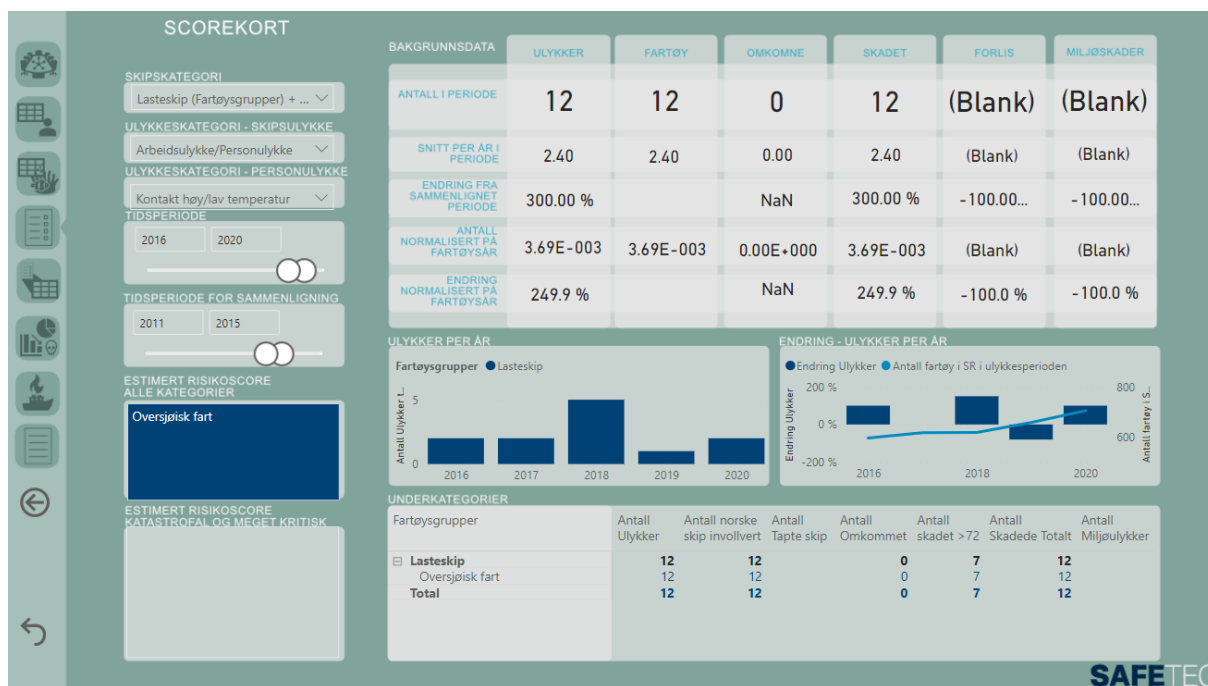 SCOREKORT
SKIPSKATEGORI
Lasteskip (Fartøysgrupper) + ...
ULYKKESKATEGORI - SKIPSULYKKE
Arbeidsulykke/Personulykke
ULYKKESKATEGORI - PERSONULYKKE
Kontakt høy/lav temperatur
TIDSPERIODE
2016 2020
TIDSPERIODE FOR SAMMENLIGNING
2011 2015
ESTIMERT RISIKOSCORE
ALLE KATEGORIER
Oversjøisk fart
ESTIMERT RISIKOSCORE
KATASTROFAL OG MEGET KRITISK
BAKGRUNNSDATA ULYKKER FARTØY OMKOMNE SKADET FORLIS MILJØSKADER
ANTALL I PERIODE 12 12 0 12 (Blank) (Blank)
SNITT PER ÅR I
PERIODE 2.40 2.40 0.00 2.40 (Blank) (Blank)
ENDRING FRA
SAMMENLIGNET
PERIODE 300.00 % NaN 300.00 % -100.00... -100.00...
ANTALL
NORMALISERT PÅ
FARTØYSÅR 3.69E-003 3.69E-003 0.00E+000 3.69E-003 (Blank) (Blank)
ENDRING
NORMALISERT PÅ
FARTØYSÅR 249.9 % NaN 249.9 % -100.0 % -100.0 %
ULYKKER PER ÅR
Fartøysgrupper Lasteskip
Antall Ulykker t...
5
0
2016 2017 2018 2019 2020
ENDRING - ULYKKER PER ÅR
Endring Ulykker Antall fartøy i SR i ulykkesperioden
Endring Ulykker
200 %
0 %
-200 %
800
600
Antall fartøy i S...
2016 2018 2020
UNDERKATEGORIER
Fartøysgrupper Antall Antall norske Antall Antall Antall Antall Antall
Ulykker skip involvert Tapte skip Omkommet skadet >72 Skadede Totalt Miljøulykker
Lasteskip 12 12 0 7 12
Oversjøisk fart 12 12 0 7 12
Total 12 12 0 7 12
SAFETEC